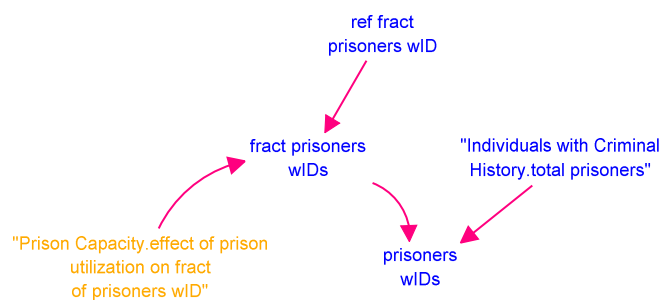 ref fract
prisoners wID
fract prisoners
wIDs
"Individuals with Criminal
History.total prisoners"
"Prison Capacity.effect of prison
utilization on fract
of prisoners wID"
prisoners
wIDs